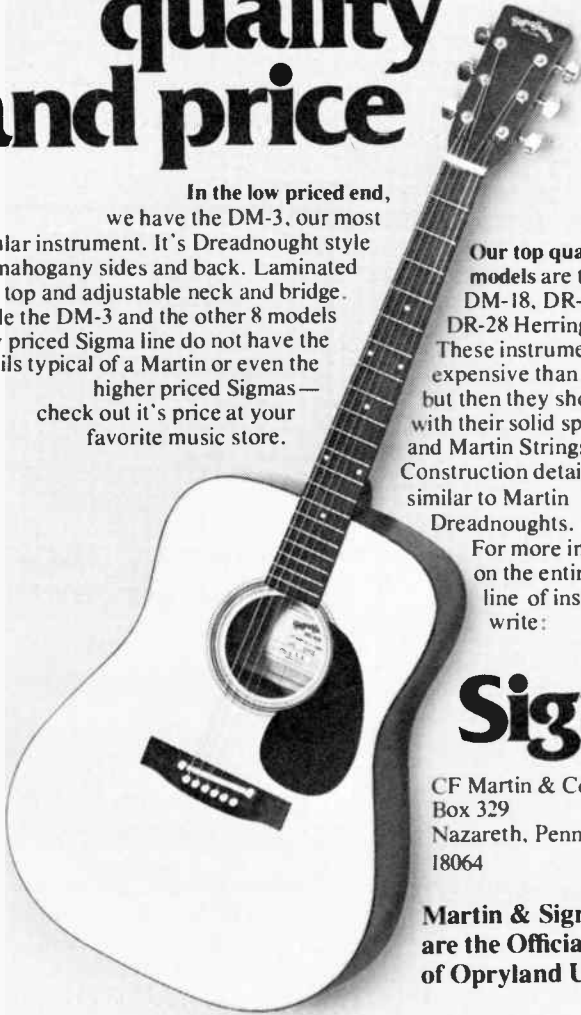 quality
and price
In the low priced end,
we have the DM-3, our most
lar instrument. It's Dreadnought style
mahogany sides and back. Laminated
top and adjustable neck and bridge.
le the DM-3 and the other 8 models
priced Sigma line do not have the
ils typical of a Martin or even the
higher priced Sigmas—
check out it's price at your
favorite music store.
Our top qua
models are t
DM-18, DR-
DR-28 Herring
These instrume
expensive than
but then they sho
with their solid sp
and Martin Strings
Construction detai
similar to Martin
Dreadnoughts.
For more in
on the entir
line of ins
write:
Sig
CF Martin & Co
Box 329
Nazareth, Penn
18064
Martin & Sigm
are the Officia
of Opryland U